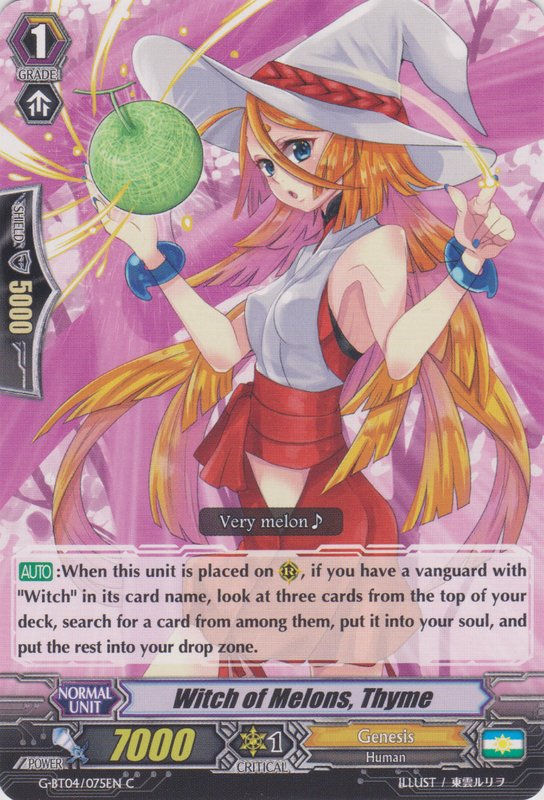 1
GRADE
SHIELD
5000
Very melon♪
AUTO:When this unit is placed on R, if you have a vanguard with
"Witch" in its card name, look at three cards from the top of your
deck, search for a card from among them, put it into your soul, and
put the rest into your drop zone.
NORMAL
UNIT
Witch of Melons, Thyme
POWER
7000
1
CRITICAL
Genesis
Human
G-BT04/075EN C
ILLUST / 東雲ルリヲ